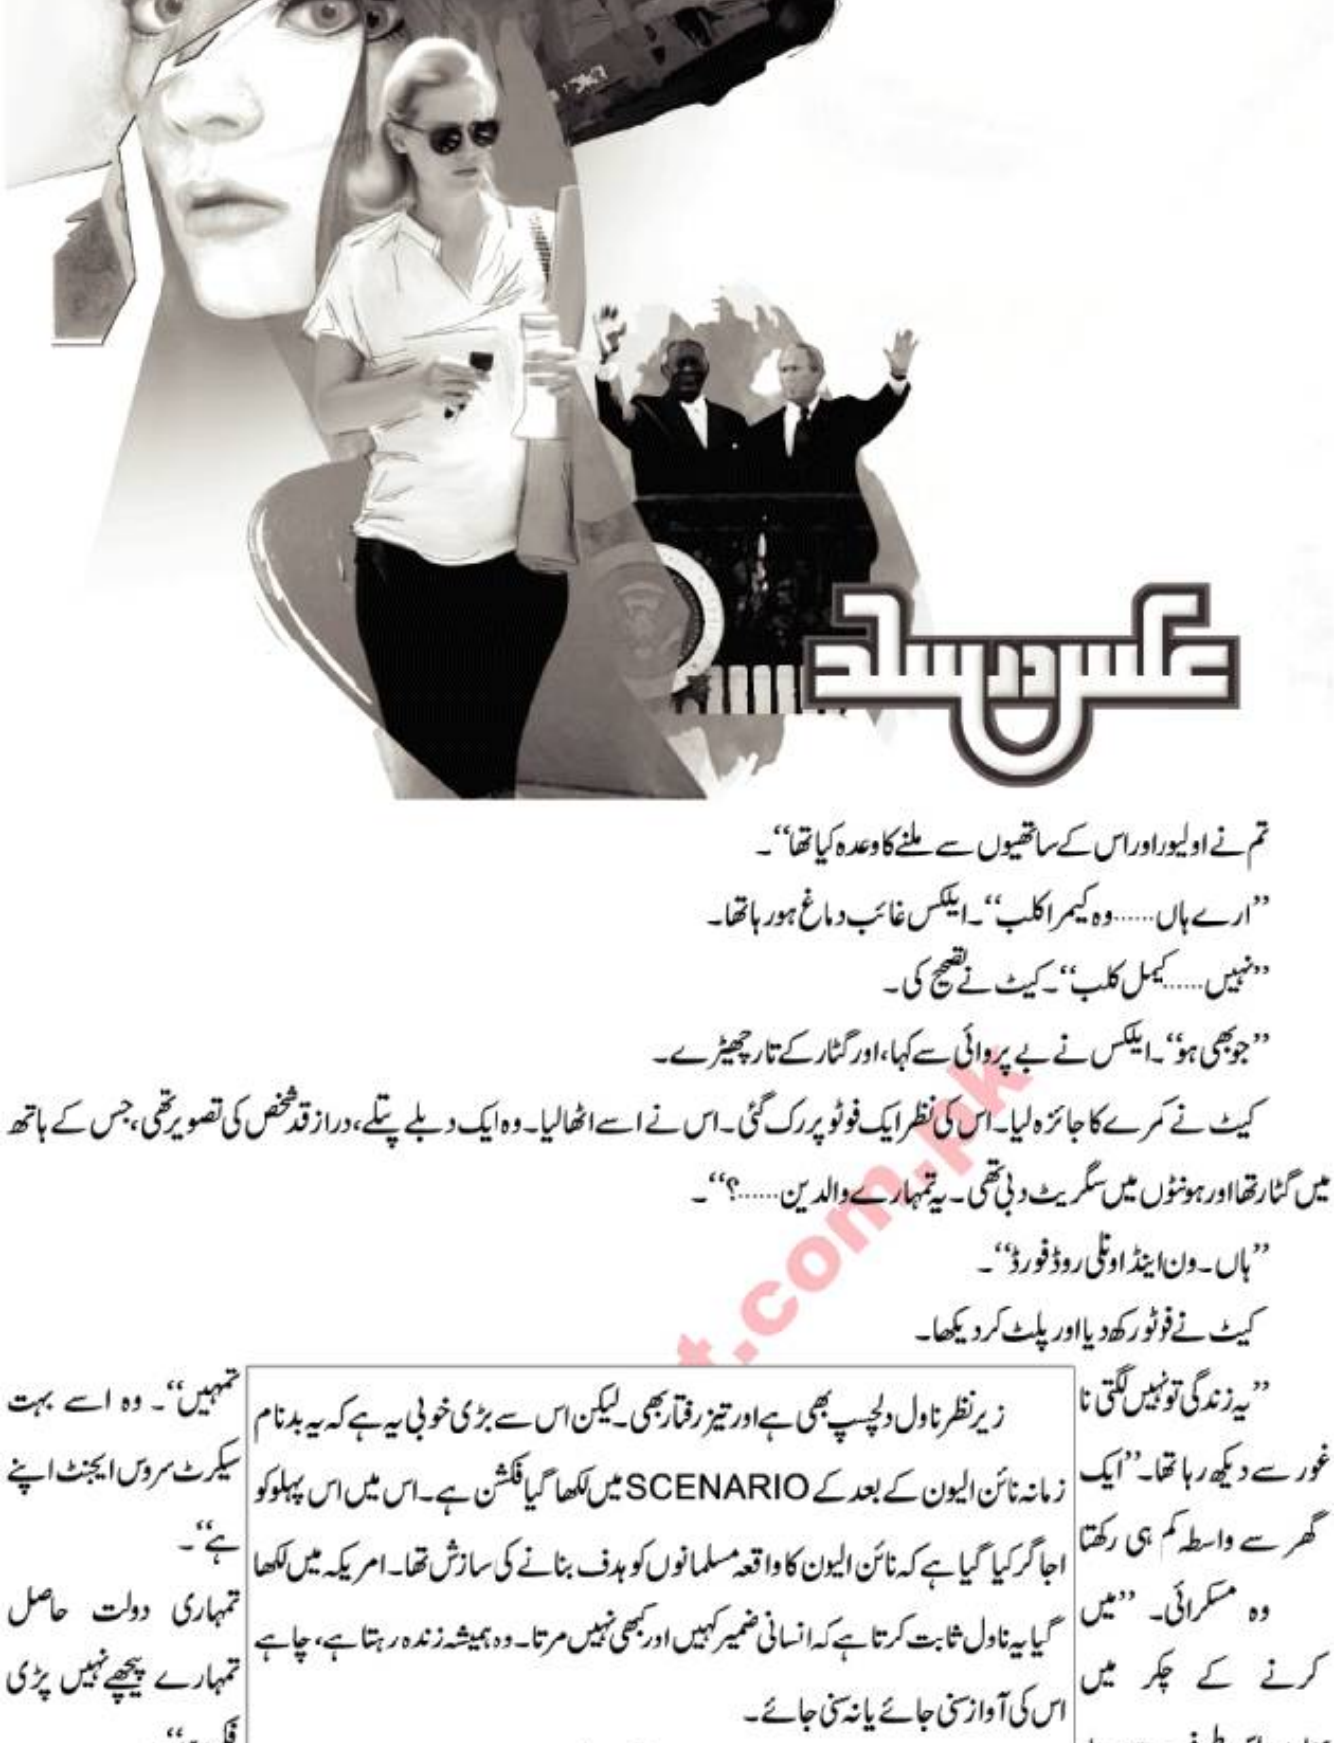 عکس در عکس
تم نے اولیور اور اس کے ساتھیوں سے ملنے کا وعدہ کیا تھا‘‘۔
’’ارے ہاں……وہ کیمرا کلب‘‘۔ ایلکس غائب دماغ ہو رہا تھا۔
’’نہیں……کیمل کلب‘‘۔ کیٹ نے تصحیح کی۔
’’جو بھی ہو‘‘۔ ایلکس نے بے پروائی سے کہا، اور گٹار کے تار چھیڑے۔
کیٹ نے کمرے کا جائزہ لیا۔ اس کی نظر ایک فوٹو پر رک گئی۔ اس نے اسے اٹھا لیا۔ وہ ایک دبلے پتلے، دراز قد شخص کی تصویر تھی، جس کے ہاتھ
میں گٹار تھا اور ہونٹوں میں سگریٹ دبی تھی۔ یہ تمہارے والد ہیں……؟‘‘۔
’’ہاں۔ ون اینڈ اونلی روڈ فورڈ‘‘۔
کیٹ نے فوٹو رکھ دیا اور پلٹ کر دیکھا۔
’’یہ زندگی تو نہیں لگتی نا تمہیں‘‘۔ وہ اسے بہت
غور سے دیکھ رہا تھا۔ ’’ایک سیکرٹ سروس ایجنٹ اپنے
گھر سے واسطہ کم ہی رکھتا ہے‘‘۔
وہ مسکرائی۔ ’’میں تمہاری دولت حاصل
کرنے کے چکر میں تمہارے پیچھے نہیں پڑی
زیر نظر ناول دلچسپ بھی ہے اور تیز رفتار بھی۔ لیکن اس سے بڑی خوبی یہ ہے کہ یہ بدنام
زمانہ نائن الیون کے بعد کے SCENARIO میں لکھا گیا فکشن ہے۔ اس میں اس پہلو کو
اجاگر کیا گیا ہے کہ نائن الیون کا واقعہ مسلمانوں کو ہدف بنانے کی سازش تھا۔ امریکہ میں لکھا
گیا یہ ناول ثابت کرتا ہے کہ انسانی ضمیر کہیں اور کبھی نہیں مرتا۔ وہ ہمیشہ زندہ رہتا ہے، چاہے
اس کی آواز سنی جائے یا نہ سنی جائے۔
t.com.pk